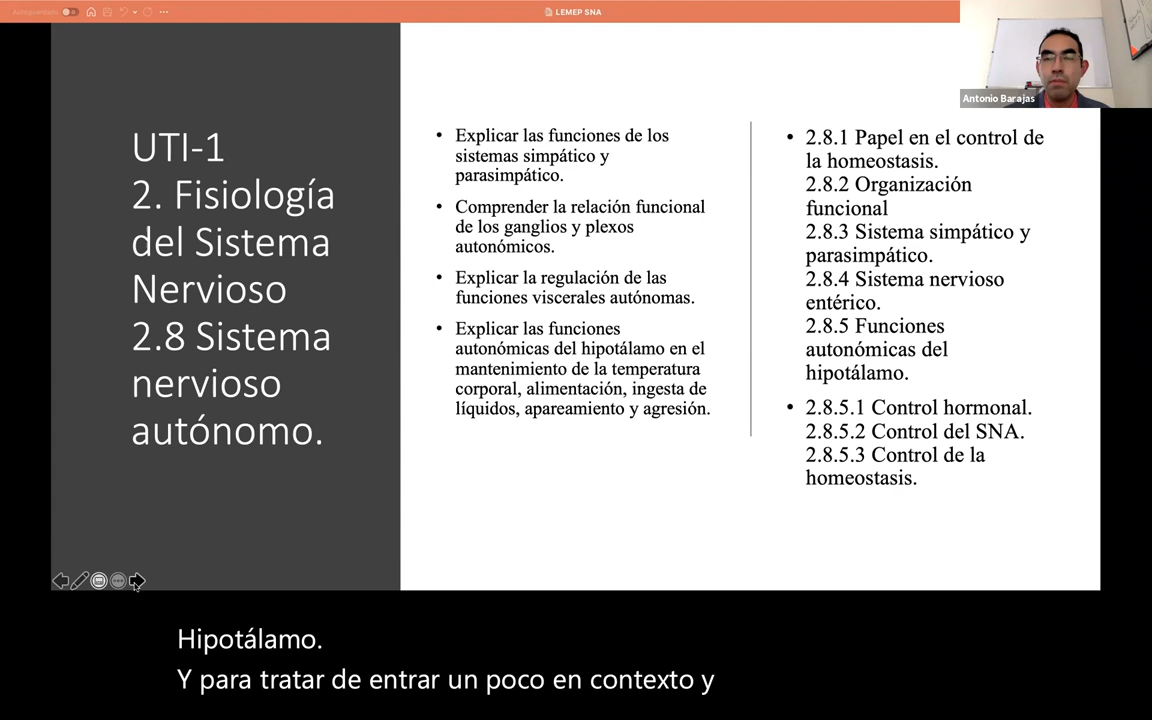 Autoguardado
LEMEP SNA
Antonio Barajas
UTI-1
2. Fisiología
del Sistema
Nervioso
2.8 Sistema
nervioso
autónomo.
• Explicar las funciones de los
sistemas simpático y
parasimpático.
• Comprender la relación funcional
de los ganglios y plexos
autonómicos.
• Explicar la regulación de las
funciones viscerales autónomas.
• Explicar las funciones
autonómicas del hipotálamo en el
mantenimiento de la temperatura
corporal, alimentación, ingesta de
líquidos, apareamiento y agresión.
• 2.8.1 Papel en el control de
la homeostasis.
2.8.2 Organización
funcional
2.8.3 Sistema simpático y
parasimpático.
2.8.4 Sistema nervioso
entérico.
2.8.5 Funciones
autonómicas del
hipotálamo.
• 2.8.5.1 Control hormonal.
2.8.5.2 Control del SNA.
2.8.5.3 Control de la
homeostasis.
Hipotálamo.
Y para tratar de entrar un poco en contexto y